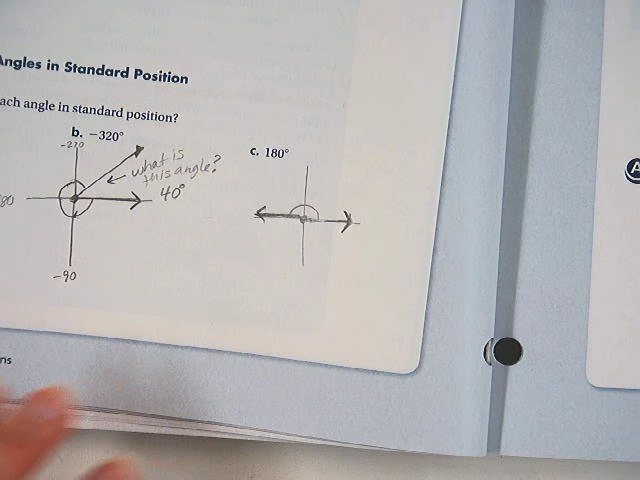 Angles in Standard Position
ach angle in standard position?
b. −320°
-270
what is
this angle?
40°
80
-90
c. 180°
ns
A